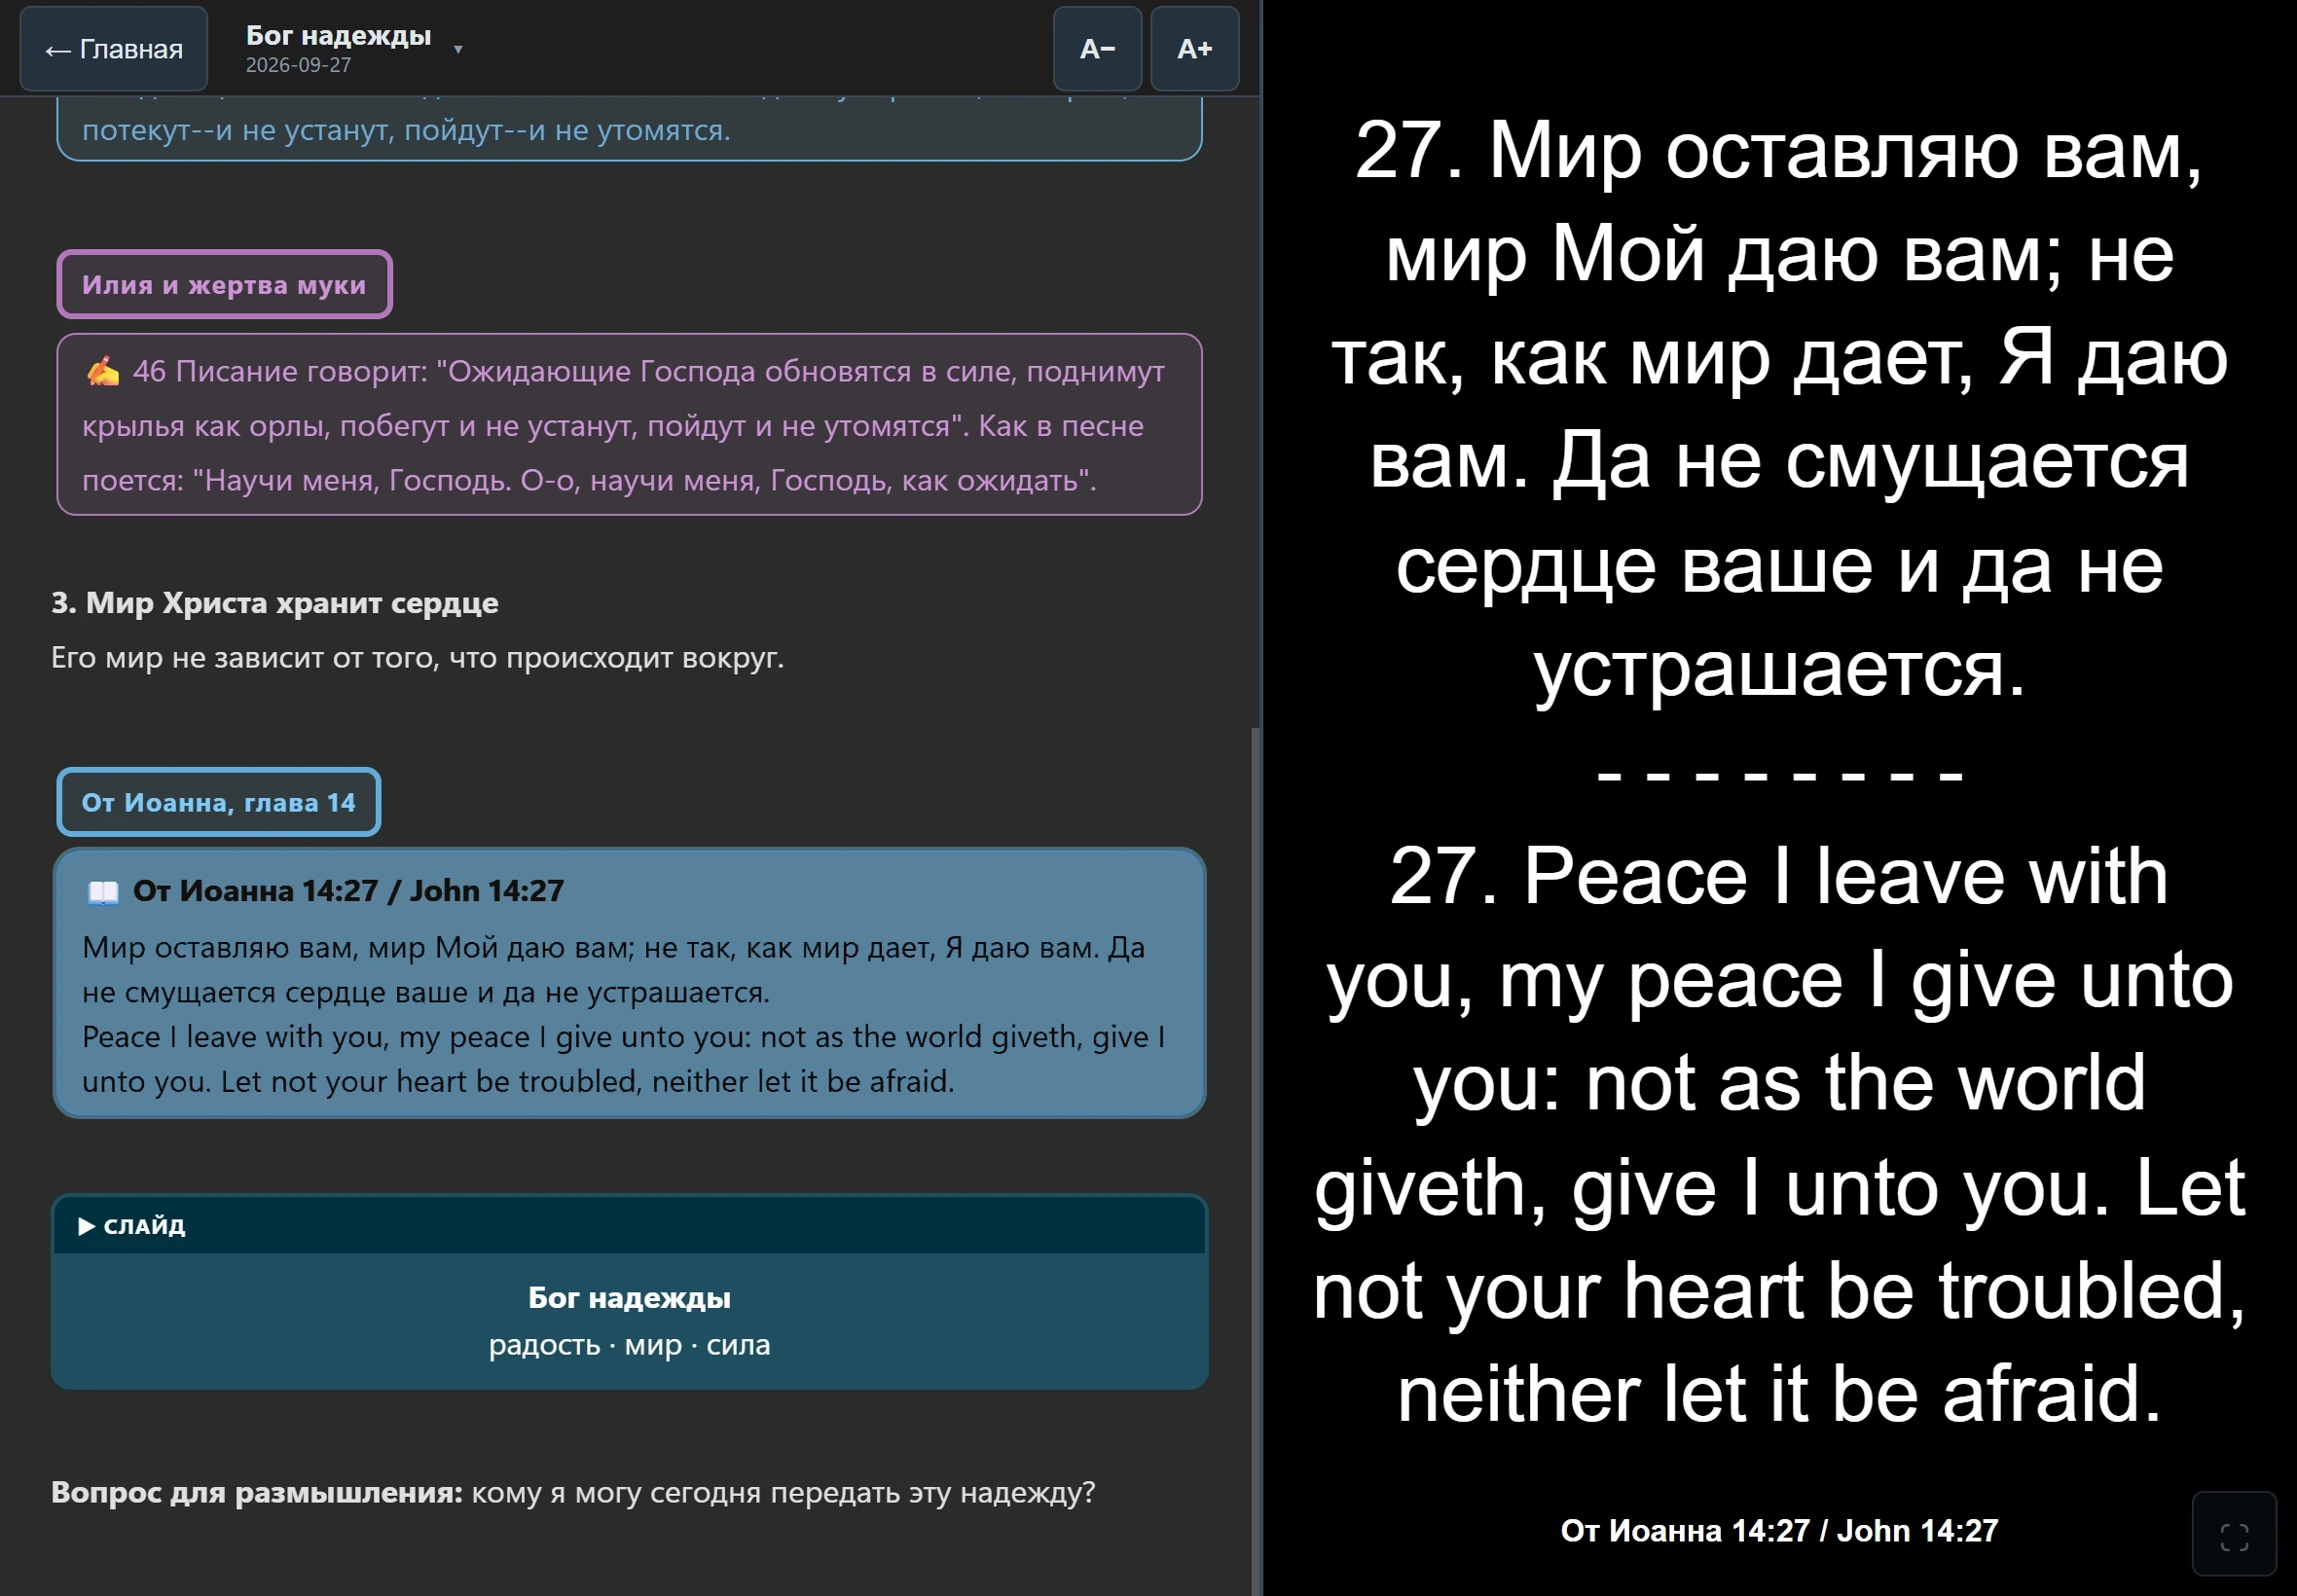 ← Главная
Бог надежды
2026-09-27
A−
A+
потекут--и не устанут, пойдут--и не утомятся.
Илия и жертва муки
46 Писание говорит: "Ожидающие Господа обновятся в силе, поднимут
крылья как орлы, побегут и не устанут, пойдут и не утомятся". Как в песне
поется: "Научи меня, Господь. О-о, научи меня, Господь, как ожидать".
3. Мир Христа хранит сердце
Его мир не зависит от того, что происходит вокруг.
От Иоанна, глава 14
От Иоанна 14:27 / John 14:27
Мир оставляю вам, мир Мой даю вам; не так, как мир дает, Я даю вам. Да
не смущается сердце ваше и да не устрашается.
Peace I leave with you, my peace I give unto you: not as the world giveth, give I
unto you. Let not your heart be troubled, neither let it be afraid.
▶ СЛАЙД
Бог надежды
радость · мир · сила
Вопрос для размышления: кому я могу сегодня передать эту надежду?
27. Мир оставляю вам,
мир Мой даю вам; не
так, как мир дает, Я даю
вам. Да не смущается
сердце ваше и да не
устрашается.
- - - - - - - -
27. Peace I leave with
you, my peace I give unto
you: not as the world
giveth, give I unto you. Let
not your heart be troubled,
neither let it be afraid.
От Иоанна 14:27 / John 14:27